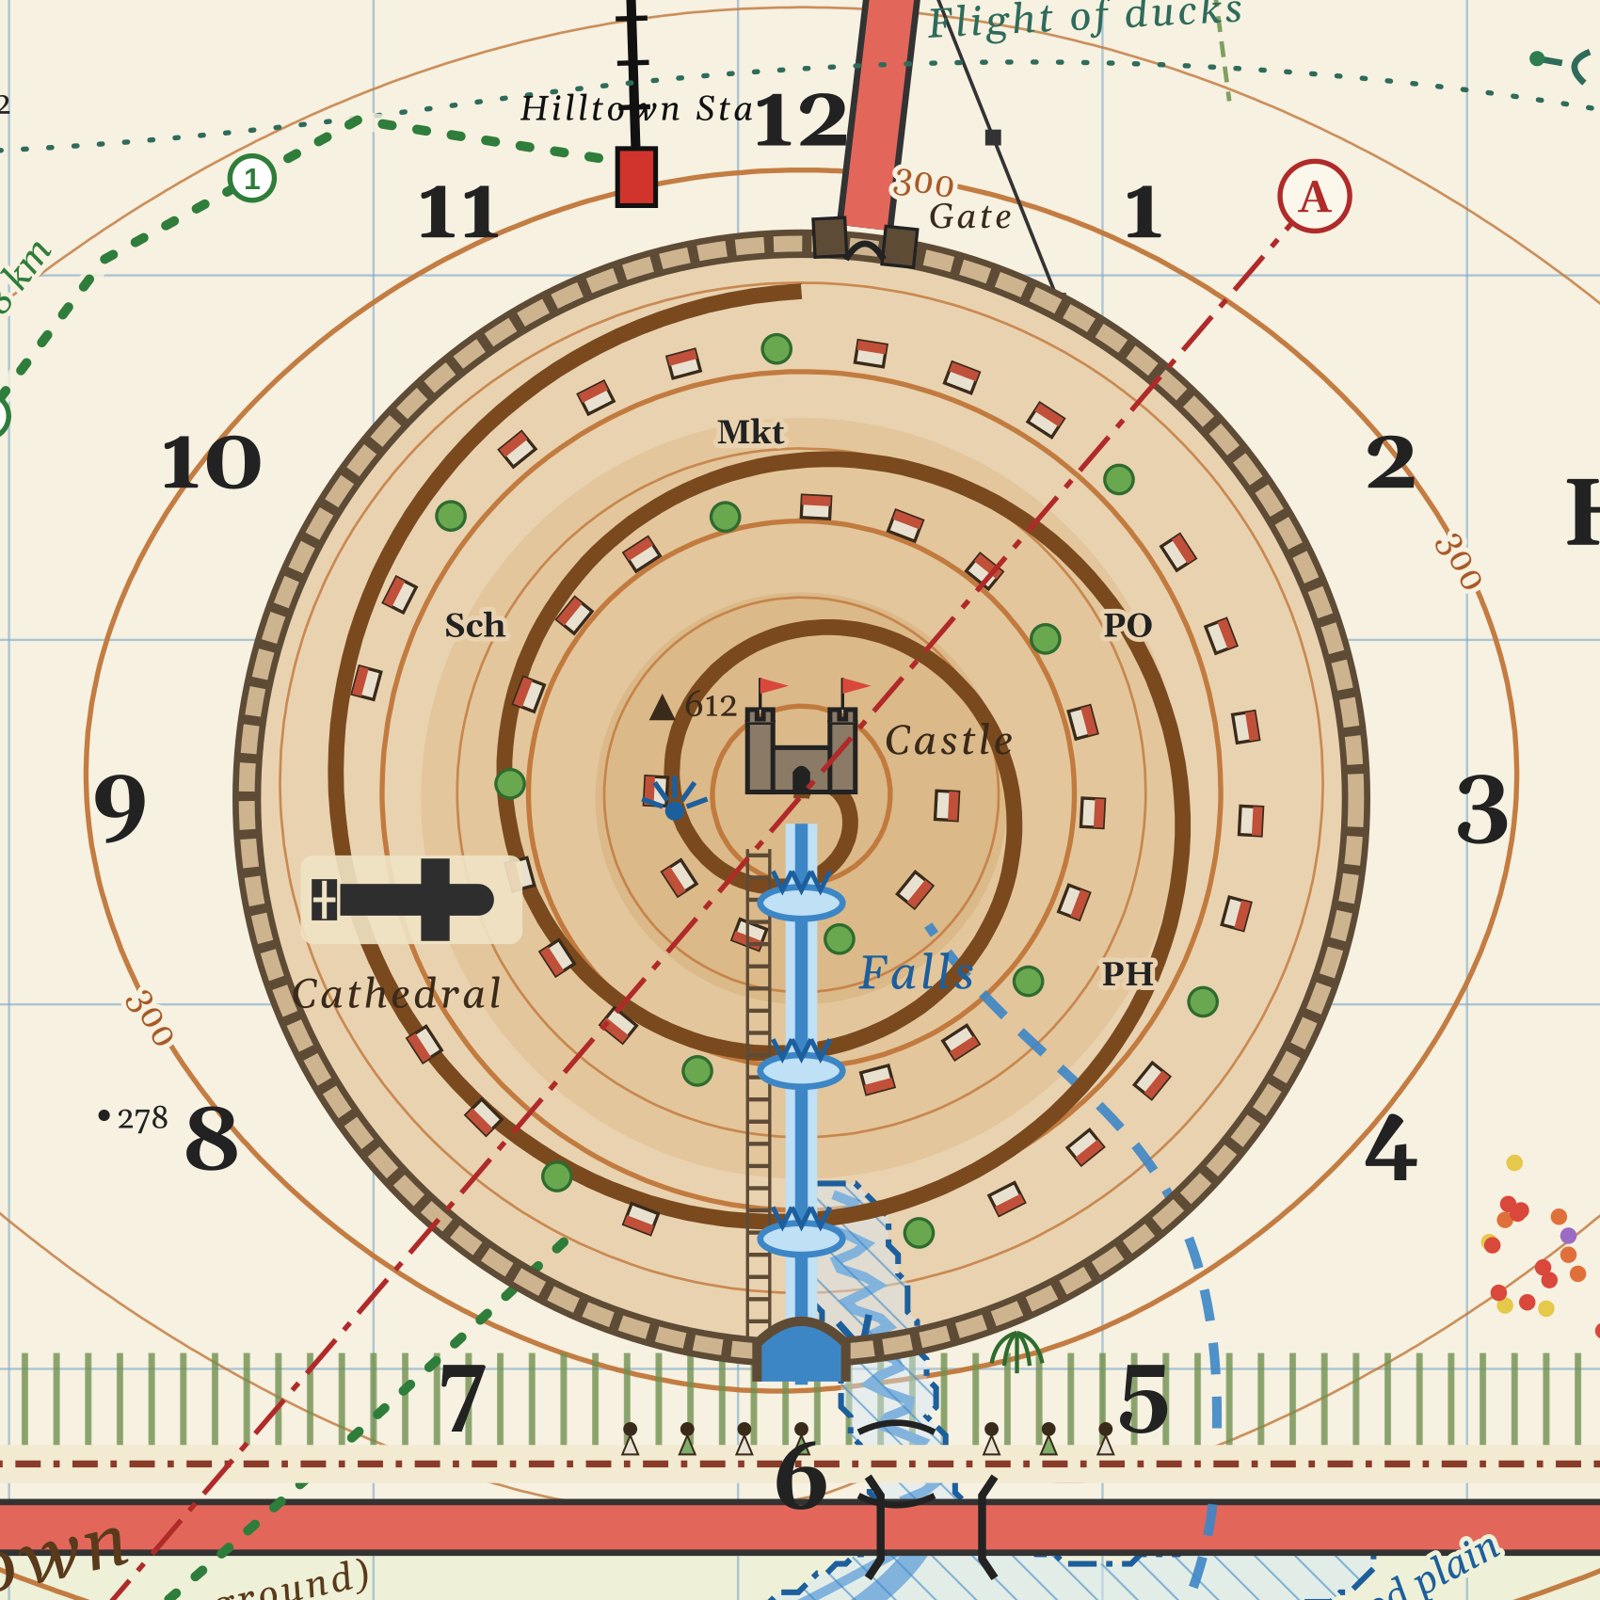 Flight of ducks
Hilltown Sta
12
300
Gate
11
1
A
1
km
10
2
Mkt
300
Sch
PO
612
Castle
9
3
Cathedral
Falls
PH
300
278
8
4
7
5
6
own
ground)
plain